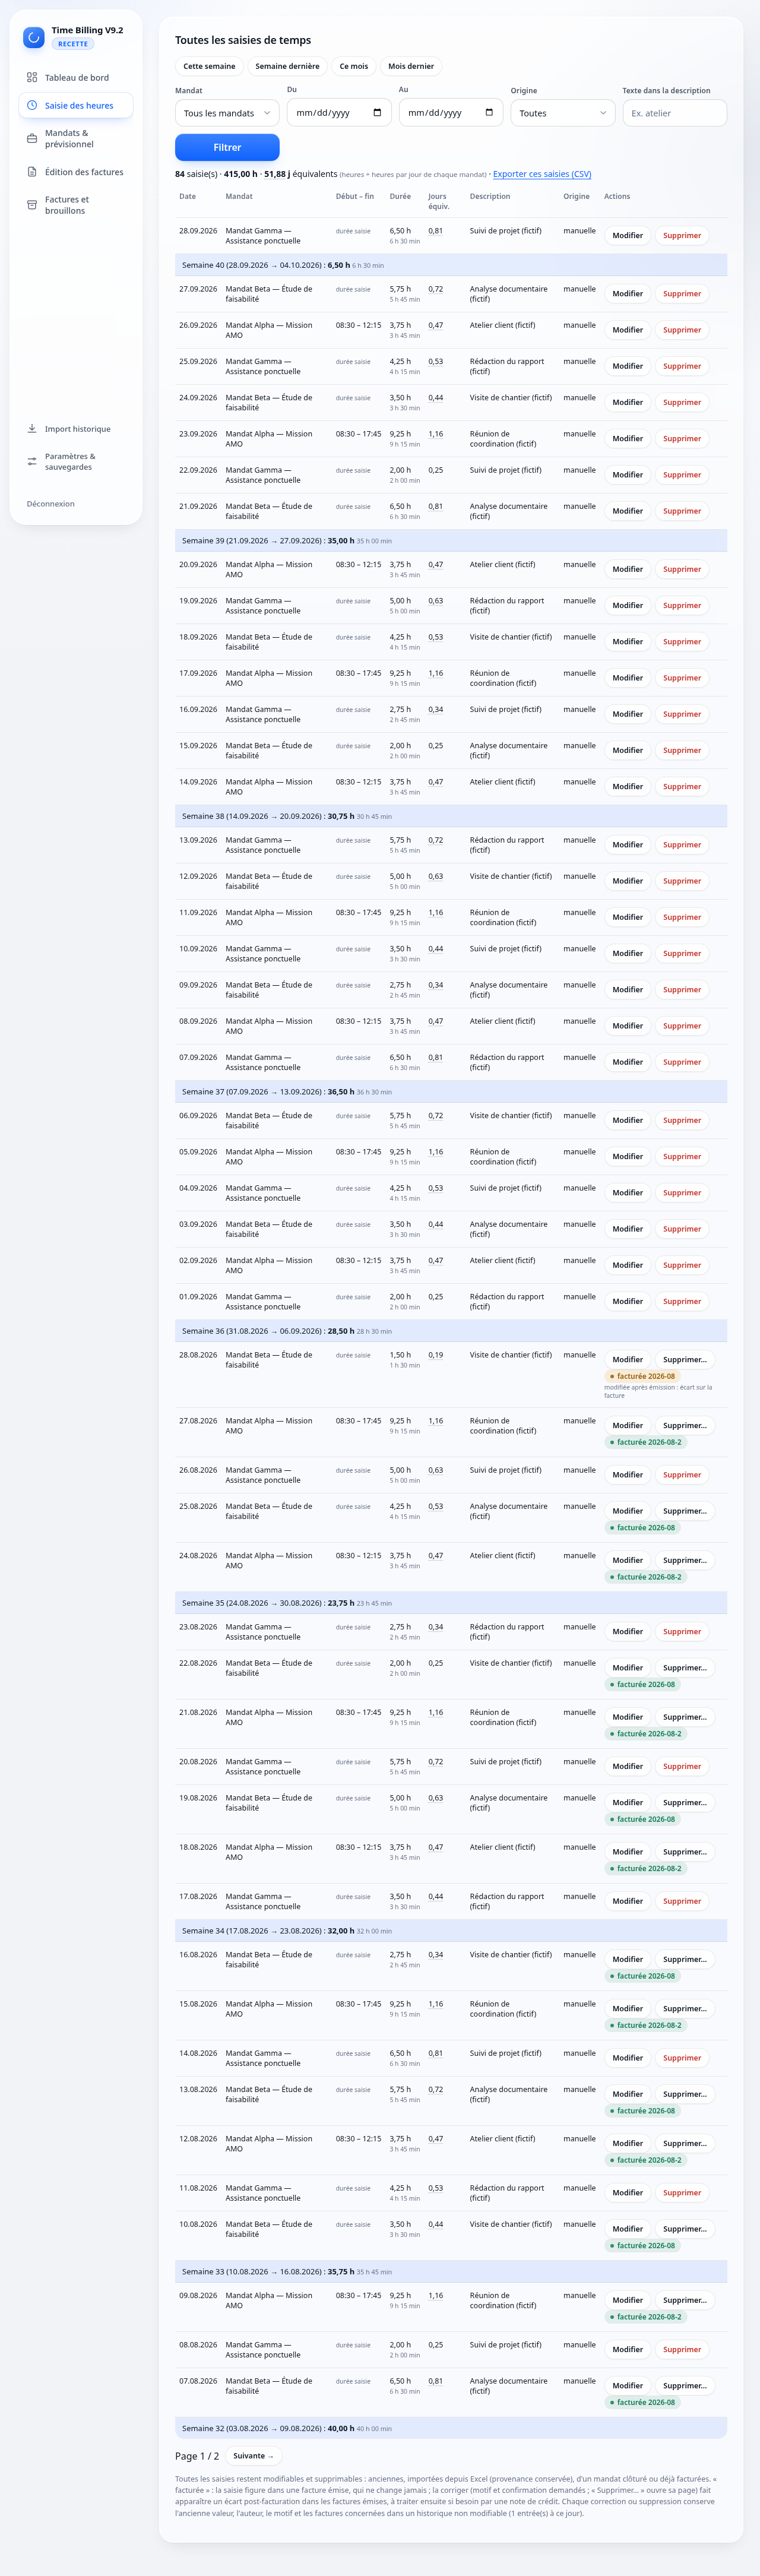 Time Billing V9.2
RECETTE
Tableau de bord
Saisie des heures
Mandats &
prévisionnel
Édition des factures
Factures et
brouillons
Import historique
Paramètres &
sauvegardes
Déconnexion
Toutes les saisies de temps
Cette semaine Semaine dernière Ce mois Mois dernier
Mandat Du Au Origine Texte dans la description
Tous les mandats mm/dd/yyyy mm/dd/yyyy Toutes Ex. atelier
Filtrer
84 saisie(s) · 415,00 h · 51,88 j équivalents (heures ÷ heures par jour de chaque mandat) · Exporter ces saisies (CSV)
Date Mandat Début – fin Durée Jours Description Origine Actions
équiv.
28.09.2026 Mandat Gamma — durée saisie 6,50 h 0,81 Suivi de projet (fictif) manuelle Modifier Supprimer
Assistance ponctuelle 6 h 30 min
Semaine 40 (28.09.2026 → 04.10.2026) : 6,50 h 6 h 30 min
27.09.2026 Mandat Beta — Étude de durée saisie 5,75 h 0,72 Analyse documentaire manuelle Modifier Supprimer
faisabilité 5 h 45 min (fictif)
26.09.2026 Mandat Alpha — Mission 08:30 – 12:15 3,75 h 0,47 Atelier client (fictif) manuelle Modifier Supprimer
AMO 3 h 45 min
25.09.2026 Mandat Gamma — durée saisie 4,25 h 0,53 Rédaction du rapport manuelle Modifier Supprimer
Assistance ponctuelle 4 h 15 min (fictif)
24.09.2026 Mandat Beta — Étude de durée saisie 3,50 h 0,44 Visite de chantier (fictif) manuelle Modifier Supprimer
faisabilité 3 h 30 min
23.09.2026 Mandat Alpha — Mission 08:30 – 17:45 9,25 h 1,16 Réunion de manuelle Modifier Supprimer
AMO 9 h 15 min coordination (fictif)
22.09.2026 Mandat Gamma — durée saisie 2,00 h 0,25 Suivi de projet (fictif) manuelle Modifier Supprimer
Assistance ponctuelle 2 h 00 min
21.09.2026 Mandat Beta — Étude de durée saisie 6,50 h 0,81 Analyse documentaire manuelle Modifier Supprimer
faisabilité 6 h 30 min (fictif)
Semaine 39 (21.09.2026 → 27.09.2026) : 35,00 h 35 h 00 min
20.09.2026 Mandat Alpha — Mission 08:30 – 12:15 3,75 h 0,47 Atelier client (fictif) manuelle Modifier Supprimer
AMO 3 h 45 min
19.09.2026 Mandat Gamma — durée saisie 5,00 h 0,63 Rédaction du rapport manuelle Modifier Supprimer
Assistance ponctuelle 5 h 00 min (fictif)
18.09.2026 Mandat Beta — Étude de durée saisie 4,25 h 0,53 Visite de chantier (fictif) manuelle Modifier Supprimer
faisabilité 4 h 15 min
17.09.2026 Mandat Alpha — Mission 08:30 – 17:45 9,25 h 1,16 Réunion de manuelle Modifier Supprimer
AMO 9 h 15 min coordination (fictif)
16.09.2026 Mandat Gamma — durée saisie 2,75 h 0,34 Suivi de projet (fictif) manuelle Modifier Supprimer
Assistance ponctuelle 2 h 45 min
15.09.2026 Mandat Beta — Étude de durée saisie 2,00 h 0,25 Analyse documentaire manuelle Modifier Supprimer
faisabilité 2 h 00 min (fictif)
14.09.2026 Mandat Alpha — Mission 08:30 – 12:15 3,75 h 0,47 Atelier client (fictif) manuelle Modifier Supprimer
AMO 3 h 45 min
Semaine 38 (14.09.2026 → 20.09.2026) : 30,75 h 30 h 45 min
13.09.2026 Mandat Gamma — durée saisie 5,75 h 0,72 Rédaction du rapport manuelle Modifier Supprimer
Assistance ponctuelle 5 h 45 min (fictif)
12.09.2026 Mandat Beta — Étude de durée saisie 5,00 h 0,63 Visite de chantier (fictif) manuelle Modifier Supprimer
faisabilité 5 h 00 min
11.09.2026 Mandat Alpha — Mission 08:30 – 17:45 9,25 h 1,16 Réunion de manuelle Modifier Supprimer
AMO 9 h 15 min coordination (fictif)
10.09.2026 Mandat Gamma — durée saisie 3,50 h 0,44 Suivi de projet (fictif) manuelle Modifier Supprimer
Assistance ponctuelle 3 h 30 min
09.09.2026 Mandat Beta — Étude de durée saisie 2,75 h 0,34 Analyse documentaire manuelle Modifier Supprimer
faisabilité 2 h 45 min (fictif)
08.09.2026 Mandat Alpha — Mission 08:30 – 12:15 3,75 h 0,47 Atelier client (fictif) manuelle Modifier Supprimer
AMO 3 h 45 min
07.09.2026 Mandat Gamma — durée saisie 6,50 h 0,81 Rédaction du rapport manuelle Modifier Supprimer
Assistance ponctuelle 6 h 30 min (fictif)
Semaine 37 (07.09.2026 → 13.09.2026) : 36,50 h 36 h 30 min
06.09.2026 Mandat Beta — Étude de durée saisie 5,75 h 0,72 Visite de chantier (fictif) manuelle Modifier Supprimer
faisabilité 5 h 45 min
05.09.2026 Mandat Alpha — Mission 08:30 – 17:45 9,25 h 1,16 Réunion de manuelle Modifier Supprimer
AMO 9 h 15 min coordination (fictif)
04.09.2026 Mandat Gamma — durée saisie 4,25 h 0,53 Suivi de projet (fictif) manuelle Modifier Supprimer
Assistance ponctuelle 4 h 15 min
03.09.2026 Mandat Beta — Étude de durée saisie 3,50 h 0,44 Analyse documentaire manuelle Modifier Supprimer
faisabilité 3 h 30 min (fictif)
02.09.2026 Mandat Alpha — Mission 08:30 – 12:15 3,75 h 0,47 Atelier client (fictif) manuelle Modifier Supprimer
AMO 3 h 45 min
01.09.2026 Mandat Gamma — durée saisie 2,00 h 0,25 Rédaction du rapport manuelle Modifier Supprimer
Assistance ponctuelle 2 h 00 min (fictif)
Semaine 36 (31.08.2026 → 06.09.2026) : 28,50 h 28 h 30 min
28.08.2026 Mandat Beta — Étude de durée saisie 1,50 h 0,19 Visite de chantier (fictif) manuelle Modifier Supprimer…
faisabilité 1 h 30 min facturée 2026-08
modifiée après émission : écart sur la
facture
27.08.2026 Mandat Alpha — Mission 08:30 – 17:45 9,25 h 1,16 Réunion de manuelle Modifier Supprimer…
AMO 9 h 15 min coordination (fictif) facturée 2026-08-2
26.08.2026 Mandat Gamma — durée saisie 5,00 h 0,63 Suivi de projet (fictif) manuelle Modifier Supprimer
Assistance ponctuelle 5 h 00 min
25.08.2026 Mandat Beta — Étude de durée saisie 4,25 h 0,53 Analyse documentaire manuelle Modifier Supprimer…
faisabilité 4 h 15 min (fictif) facturée 2026-08
24.08.2026 Mandat Alpha — Mission 08:30 – 12:15 3,75 h 0,47 Atelier client (fictif) manuelle Modifier Supprimer…
AMO 3 h 45 min facturée 2026-08-2
Semaine 35 (24.08.2026 → 30.08.2026) : 23,75 h 23 h 45 min
23.08.2026 Mandat Gamma — durée saisie 2,75 h 0,34 Rédaction du rapport manuelle Modifier Supprimer
Assistance ponctuelle 2 h 45 min (fictif)
22.08.2026 Mandat Beta — Étude de durée saisie 2,00 h 0,25 Visite de chantier (fictif) manuelle Modifier Supprimer…
faisabilité 2 h 00 min facturée 2026-08
21.08.2026 Mandat Alpha — Mission 08:30 – 17:45 9,25 h 1,16 Réunion de manuelle Modifier Supprimer…
AMO 9 h 15 min coordination (fictif) facturée 2026-08-2
20.08.2026 Mandat Gamma — durée saisie 5,75 h 0,72 Suivi de projet (fictif) manuelle Modifier Supprimer
Assistance ponctuelle 5 h 45 min
19.08.2026 Mandat Beta — Étude de durée saisie 5,00 h 0,63 Analyse documentaire manuelle Modifier Supprimer…
faisabilité 5 h 00 min (fictif) facturée 2026-08
18.08.2026 Mandat Alpha — Mission 08:30 – 12:15 3,75 h 0,47 Atelier client (fictif) manuelle Modifier Supprimer…
AMO 3 h 45 min facturée 2026-08-2
17.08.2026 Mandat Gamma — durée saisie 3,50 h 0,44 Rédaction du rapport manuelle Modifier Supprimer
Assistance ponctuelle 3 h 30 min (fictif)
Semaine 34 (17.08.2026 → 23.08.2026) : 32,00 h 32 h 00 min
16.08.2026 Mandat Beta — Étude de durée saisie 2,75 h 0,34 Visite de chantier (fictif) manuelle Modifier Supprimer…
faisabilité 2 h 45 min facturée 2026-08
15.08.2026 Mandat Alpha — Mission 08:30 – 17:45 9,25 h 1,16 Réunion de manuelle Modifier Supprimer…
AMO 9 h 15 min coordination (fictif) facturée 2026-08-2
14.08.2026 Mandat Gamma — durée saisie 6,50 h 0,81 Suivi de projet (fictif) manuelle Modifier Supprimer
Assistance ponctuelle 6 h 30 min
13.08.2026 Mandat Beta — Étude de durée saisie 5,75 h 0,72 Analyse documentaire manuelle Modifier Supprimer…
faisabilité 5 h 45 min (fictif) facturée 2026-08
12.08.2026 Mandat Alpha — Mission 08:30 – 12:15 3,75 h 0,47 Atelier client (fictif) manuelle Modifier Supprimer…
AMO 3 h 45 min facturée 2026-08-2
11.08.2026 Mandat Gamma — durée saisie 4,25 h 0,53 Rédaction du rapport manuelle Modifier Supprimer
Assistance ponctuelle 4 h 15 min (fictif)
10.08.2026 Mandat Beta — Étude de durée saisie 3,50 h 0,44 Visite de chantier (fictif) manuelle Modifier Supprimer…
faisabilité 3 h 30 min facturée 2026-08
Semaine 33 (10.08.2026 → 16.08.2026) : 35,75 h 35 h 45 min
09.08.2026 Mandat Alpha — Mission 08:30 – 17:45 9,25 h 1,16 Réunion de manuelle Modifier Supprimer…
AMO 9 h 15 min coordination (fictif) facturée 2026-08-2
08.08.2026 Mandat Gamma — durée saisie 2,00 h 0,25 Suivi de projet (fictif) manuelle Modifier Supprimer
Assistance ponctuelle 2 h 00 min
07.08.2026 Mandat Beta — Étude de durée saisie 6,50 h 0,81 Analyse documentaire manuelle Modifier Supprimer…
faisabilité 6 h 30 min (fictif) facturée 2026-08
Semaine 32 (03.08.2026 → 09.08.2026) : 40,00 h 40 h 00 min
Page 1 / 2 Suivante →
Toutes les saisies restent modifiables et supprimables : anciennes, importées depuis Excel (provenance conservée), d'un mandat clôturé ou déjà facturées. «
facturée » : la saisie figure dans une facture émise, qui ne change jamais ; la corriger (motif et confirmation demandés ; « Supprimer… » ouvre sa page) fait
apparaître un écart post-facturation dans les factures émises, à traiter ensuite si besoin par une note de crédit. Chaque correction ou suppression conserve
l'ancienne valeur, l'auteur, le motif et les factures concernées dans un historique non modifiable (1 entrée(s) à ce jour).